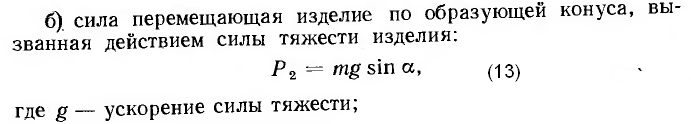 б) сила перемещающая изделие по образующей конуса, вы-
званная действием силы тяжести изделия:
P₂ = mg sin α, (13)
где g — ускорение силы тяжести;